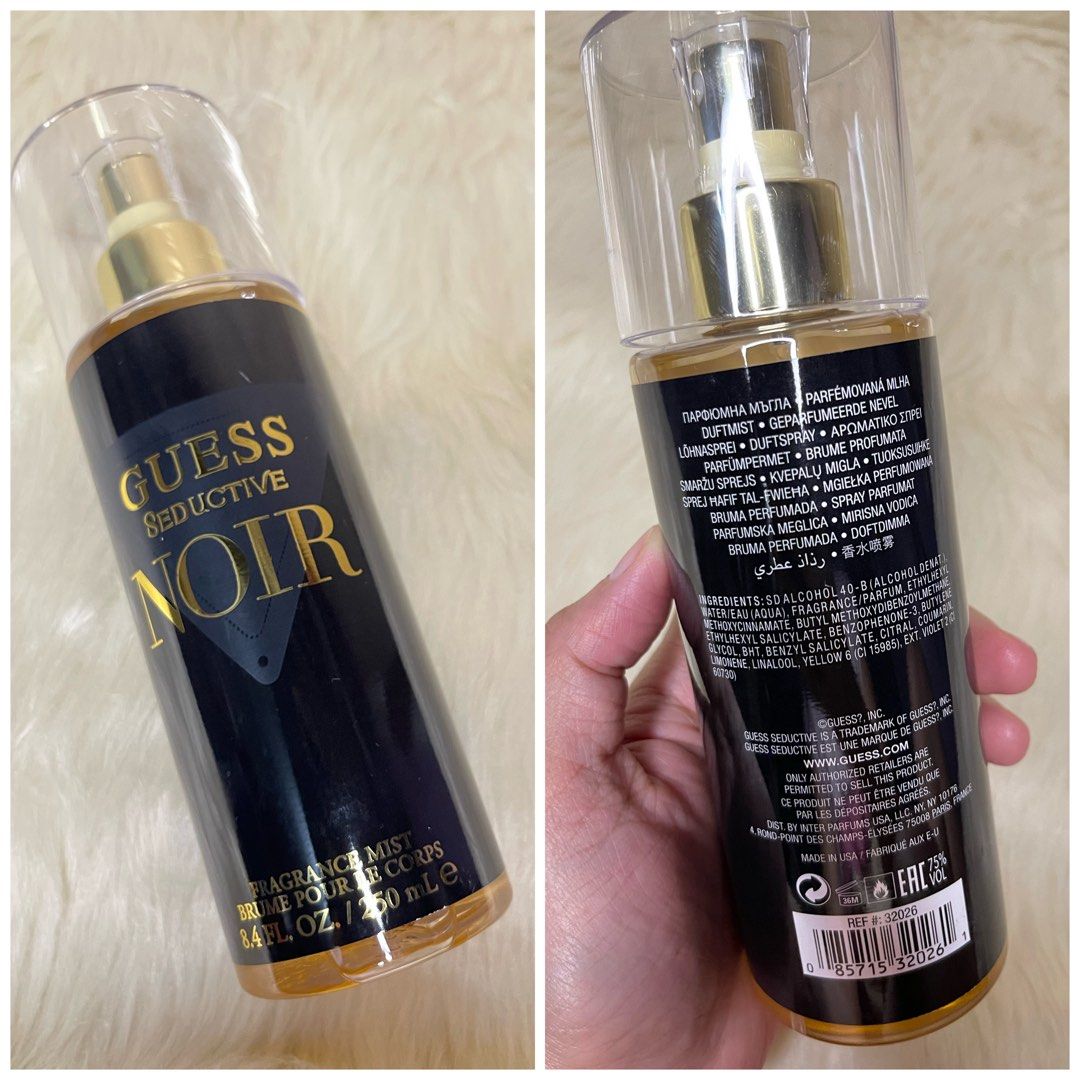 GUESS
SEDUCTIVE
NOIR
FRAGRANCE MIST
BRUME POUR LE CORPS
8.4 FL. OZ. / 250 mL e
ПАРФЮМНА МЪГЛА • PARFÉMOVANÁ MLHA
DUFTMIST • GEPARFUMEERDE NEVEL
LÕHNASPREI • DUFTSPRAY • ΑΡΩΜΑΤΙΚΟ ΣΠΡΕΙ
PARFÜMPERMET • BRUME PROFUMATA
SMARŽU SPREJS • KVEPALŲ MIGLA • TUOKSUSUIHKE
SPREJ ĦAFIF TAL-FWIEĦA • MGIEŁKA PERFUMOWANA
BRUMA PERFUMADA • SPRAY PARFUMAT
PARFUMSKA MEGLICA • MIRISNA VODICA
BRUMA PERFUMADA • DOFTDIMMA
رذاذ عطري • 香水喷雾
INGREDIENTS: SD ALCOHOL 40-B (ALCOHOL DENAT.),
WATER/EAU (AQUA), FRAGRANCE/PARFUM, ETHYLHEXYL
METHOXYCINNAMATE, BUTYL METHOXYDIBENZOYLMETHANE,
ETHYLHEXYL SALICYLATE, BENZOPHENONE-3, BUTYLENE
GLYCOL, BHT, BENZYL SALICYLATE, CITRAL, COUMARIN,
LIMONENE, LINALOOL, YELLOW 6 (CI 15985), EXT. VIOLET 2 (CI
60730)
©GUESS?, INC.
GUESS SEDUCTIVE IS A TRADEMARK OF GUESS?, INC.
GUESS SEDUCTIVE EST UNE MARQUE DE GUESS?, INC.
WWW.GUESS.COM
ONLY AUTHORIZED RETAILERS ARE
PERMITTED TO SELL THIS PRODUCT.
CE PRODUIT NE PEUT ÊTRE VENDU QUE
PAR LES DÉPOSITAIRES AGRÉÉS.
DIST. BY INTER PARFUMS USA, LLC. NY, NY 10176
4, ROND-POINT DES CHAMPS-ÉLYSÉES 75008 PARIS, FRANCE
MADE IN USA / FABRIQUÉ AUX E-U
36M EAC 75%
VOL
REF #: 32026
0 85715 32026 1